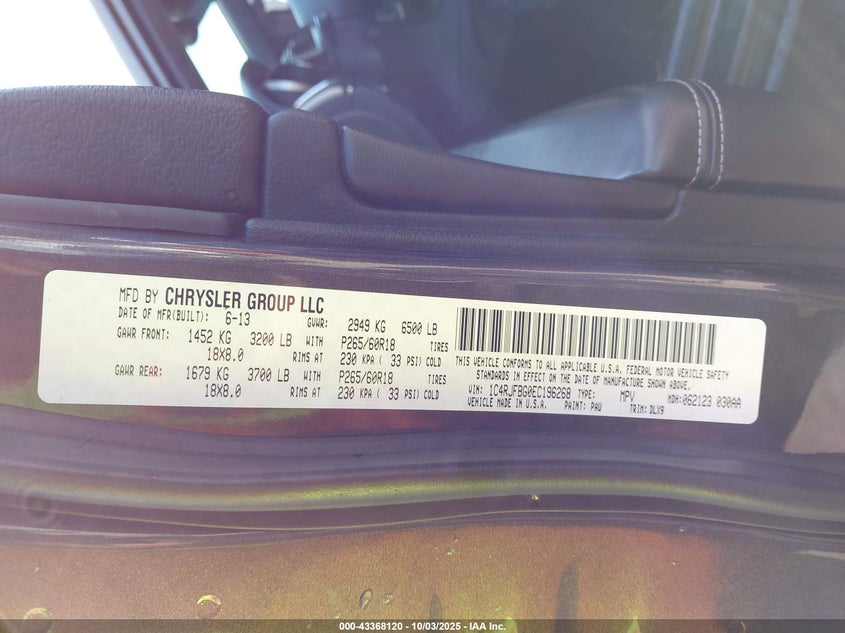 MFD BY CHRYSLER GROUP LLC
DATE OF MFR(BUILT): 6-13 GVWR: 2949 KG 6500 LB
GAWR FRONT: 1452 KG 3200 LB WITH P265/60R18 TIRES
18X8.0 RIMS AT 230 KPA ( 33 PSI) COLD
GAWR REAR: 1679 KG 3700 LB WITH P265/60R18 TIRES
18X8.0 RIMS AT 230 KPA ( 33 PSI) COLD
THIS VEHICLE CONFORMS TO ALL APPLICABLE U.S.A. FEDERAL MOTOR VEHICLE SAFETY
STANDARDS IN EFFECT ON THE DATE OF MANUFACTURE SHOWN ABOVE.
VIN: 1C4RJFBG0EC196268 TYPE: MPV MDH:062123 030AA
VEHICLE MADE IN U.S.A. PAINT: PAU TRIM: DLX9
000-43368120 - 10/03/2025 - IAA Inc.